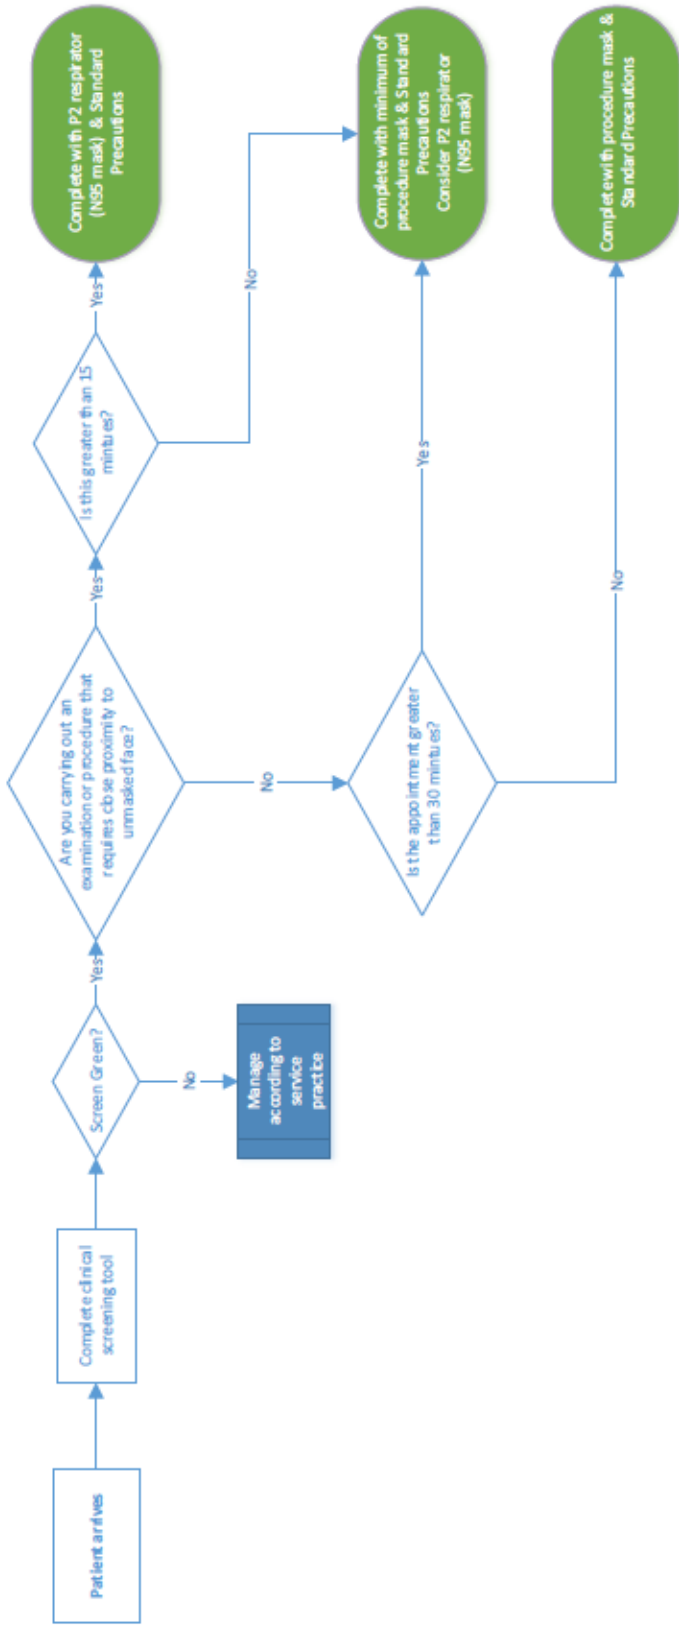 Patient arrives
Complete clinical
screening tool
Screen Green?
Yes
No
Manage
according to
service
practice
Are you carrying out an
examination or procedure that
requires close proximity to
unmasked face?
Yes
No
Is this greater than 15
mintues?
Yes
No
Complete with P2 respirator
(N95 mask) & Standard
Precautions
Is the appointment greater
than 30 mintues?
Yes
No
Complete with minimum of
procedure mask & Standard
Precautions
Consider P2 respirator
(N95 mask)
Complete with procedure mask &
Standard Precautions